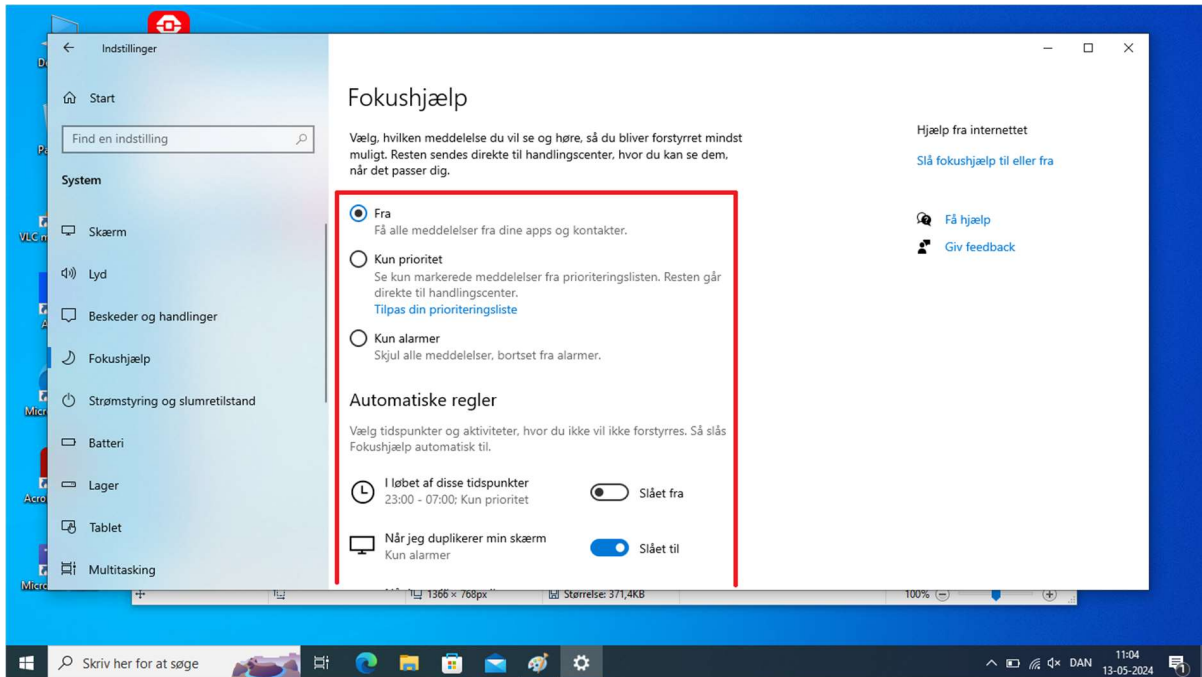 Indstillinger
Start
Find en indstilling
System
Skærm
Lyd
Beskeder og handlinger
Fokushjælp
Strømstyring og slumretilstand
Batteri
Lager
Tablet
Multitasking
Fokushjælp
Vælg, hvilken meddelelse du vil se og høre, så du bliver forstyrret mindst
muligt. Resten sendes direkte til handlingscenter, hvor du kan se dem,
når det passer dig.
Fra
Få alle meddelelser fra dine apps og kontakter.
Kun prioritet
Se kun markerede meddelelser fra prioriteringslisten. Resten går
direkte til handlingscenter.
Tilpas din prioriteringsliste
Kun alarmer
Skjul alle meddelelser, bortset fra alarmer.
Automatiske regler
Vælg tidspunkter og aktiviteter, hvor du ikke vil ikke forstyrres. Så slås
Fokushjælp automatisk til.
I løbet af disse tidspunkter
23:00 - 07:00; Kun prioritet
Slået fra
Når jeg duplikerer min skærm
Kun alarmer
Slået til
Hjælp fra internettet
Slå fokushjælp til eller fra
Få hjælp
Giv feedback
VLC m
1366 × 768px
Størrelse: 371,4KB
100%
Skriv her for at søge
DAN
11:04
13-05-2024
1